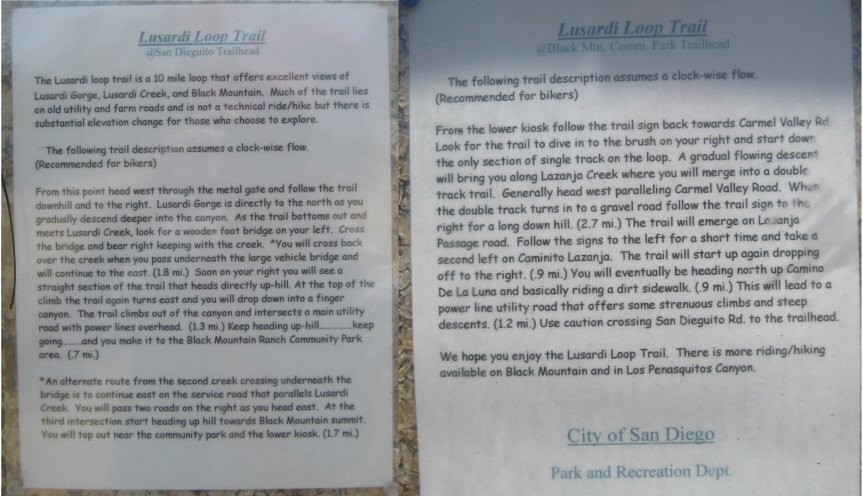 Lusardi Loop Trail
@San Dieguito Trailhead
The Lusardi loop trail is a 10 mile loop that offers excellent views of
Lusardi Gorge, Lusardi Creek, and Black Mountain. Much of the trail lies
on old utility and farm roads and is not a technical ride/hike but there is
substantial elevation change for those who choose to explore.
The following trail description assumes a clock-wise flow.
(Recommended for bikers)
From this point head west through the metal gate and follow the trail
downhill and to the right. Lusardi Gorge is directly to the north as you
gradually descend deeper into the canyon. As the trail bottoms out and
meets Lusardi Creek, look for a wooden foot bridge on your left. Cross
the bridge and bear right keeping with the creek. *You will cross back
over the creek when you pass underneath the large vehicle bridge and
will continue to the east. (1.8 mi.) Soon on your right you will see a
straight section of the trail that heads directly up-hill. At the top of the
climb the trail again turns east and you will drop down into a finger
canyon. The trail climbs out of the canyon and intersects a main utility
road with power lines overhead. (1.3 mi.) Keep heading up-hill..............keep
going.........and you make it to the Black Mountain Ranch Community Park
area. (.7 mi.)
*An alternate route from the second creek crossing underneath the
bridge is to continue east on the service road that parallels Lusardi
Creek. You will pass two roads on the right as you head east. At the
third intersection start heading up hill towards Black Mountain summit.
You will top out near the community park and the lower kiosk. (1.7 mi.)
Lusardi Loop Trail
@Black Mtn. Comm. Park Trailhead
The following trail description assumes a clock-wise flow.
(Recommended for bikers)
From the lower kiosk follow the trail sign back towards Carmel Valley Rd.
Look for the trail to dive in to the brush on your right and start down
the only section of single track on the loop. A gradual flowing descent
will bring you along Lazanja Creek where you will merge into a double
track trail. Generally head west paralleling Carmel Valley Road. When
the double track turns in to a gravel road follow the trail sign to the
right for a long down hill. (2.7 mi.) The trail will emerge on Lazanja
Passage road. Follow the signs to the left for a short time and take a
second left on Caminito Lazanja. The trail will start up again dropping
off to the right. (.9 mi.) You will eventually be heading north up Camino
De La Luna and basically riding a dirt sidewalk. (.9 mi.) This will lead to a
power line utility road that offers some strenuous climbs and steep
descents. (1.2 mi.) Use caution crossing San Dieguito Rd. to the trailhead.
We hope you enjoy the Lusardi Loop Trail. There is more riding/hiking
available on Black Mountain and in Los Penasquitos Canyon.
City of San Diego
Park and Recreation Dept.